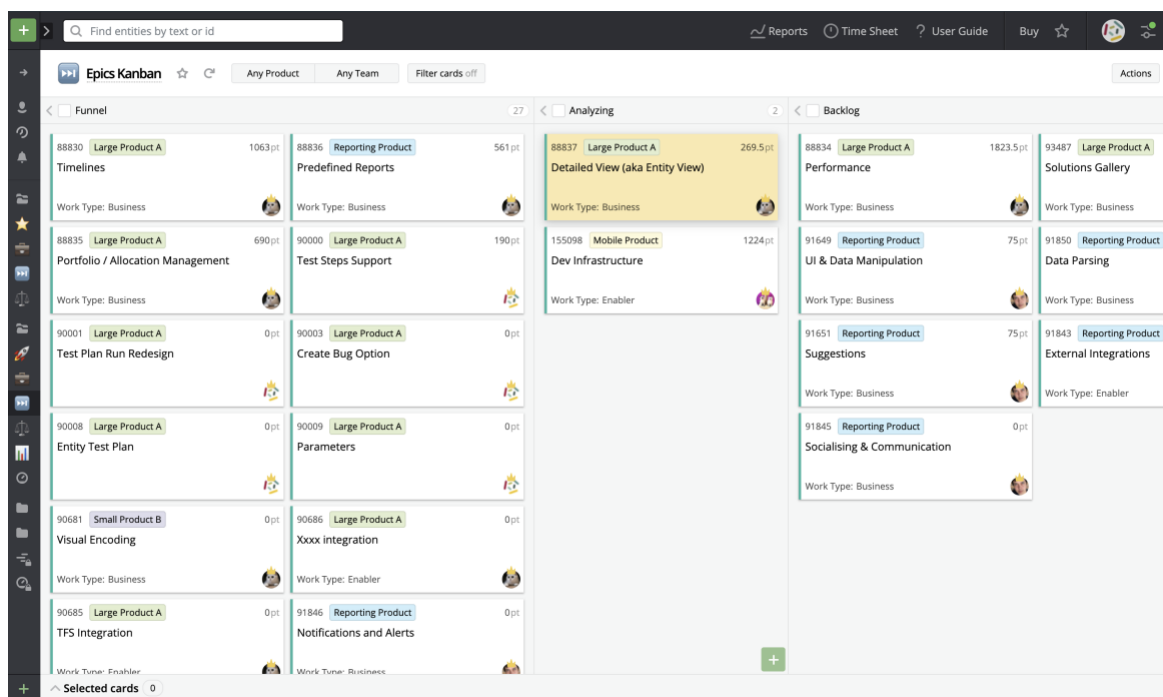 Find entities by text or id
Reports
Time Sheet
? User Guide
Buy
Epics Kanban
Any Product
Any Team
Filter cards off
Actions
Funnel
27
88830 Large Product A 1063pt
Timelines
Work Type: Business
88836 Reporting Product 561pt
Predefined Reports
Work Type: Business
88835 Large Product A 690pt
Portfolio / Allocation Management
Work Type: Business
90000 Large Product A 190pt
Test Steps Support
90001 Large Product A 0pt
Test Plan Run Redesign
90003 Large Product A 0pt
Create Bug Option
90008 Large Product A 0pt
Entity Test Plan
90009 Large Product A 0pt
Parameters
90681 Small Product B 0pt
Visual Encoding
Work Type: Business
90686 Large Product A 0pt
Xxxx integration
Work Type: Enabler
90685 Large Product A 0pt
TFS Integration
Work Type: Enabler
91846 Reporting Product 0pt
Notifications and Alerts
Work Type: Business
Analyzing
2
88837 Large Product A 269.5pt
Detailed View (aka Entity View)
Work Type: Business
155098 Mobile Product 1224pt
Dev Infrastructure
Work Type: Enabler
Backlog
88834 Large Product A 1823.5pt
Performance
Work Type: Business
93487 Large Product A
Solutions Gallery
Work Type: Business
91649 Reporting Product 75pt
UI & Data Manipulation
Work Type: Business
91850 Reporting Product
Data Parsing
Work Type: Business
91651 Reporting Product 75pt
Suggestions
Work Type: Business
91843 Reporting Product
External Integrations
Work Type: Enabler
91845 Reporting Product 0pt
Socialising & Communication
Work Type: Business
Selected cards 0